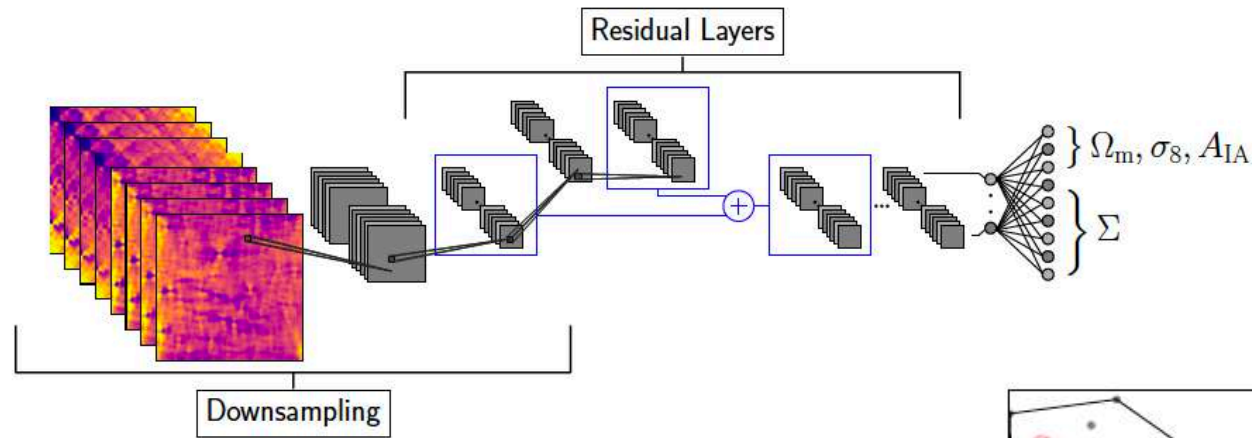 Residual Layers
Ωm, σ8, AIA
Σ
Downsampling